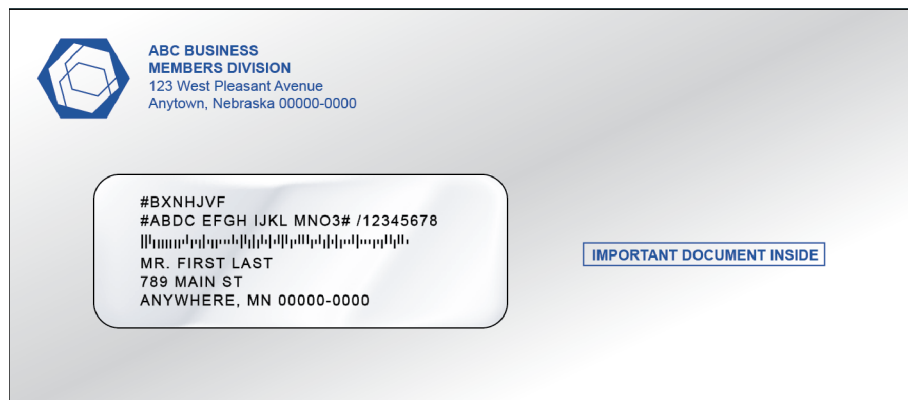 ABC BUSINESS
MEMBERS DIVISION
123 West Pleasant Avenue
Anytown, Nebraska 00000-0000
#BXNHJVF
#ABDC EFGH IJKL MNO3# /12345678
MR. FIRST LAST
789 MAIN ST
ANYWHERE, MN 00000-0000
IMPORTANT DOCUMENT INSIDE